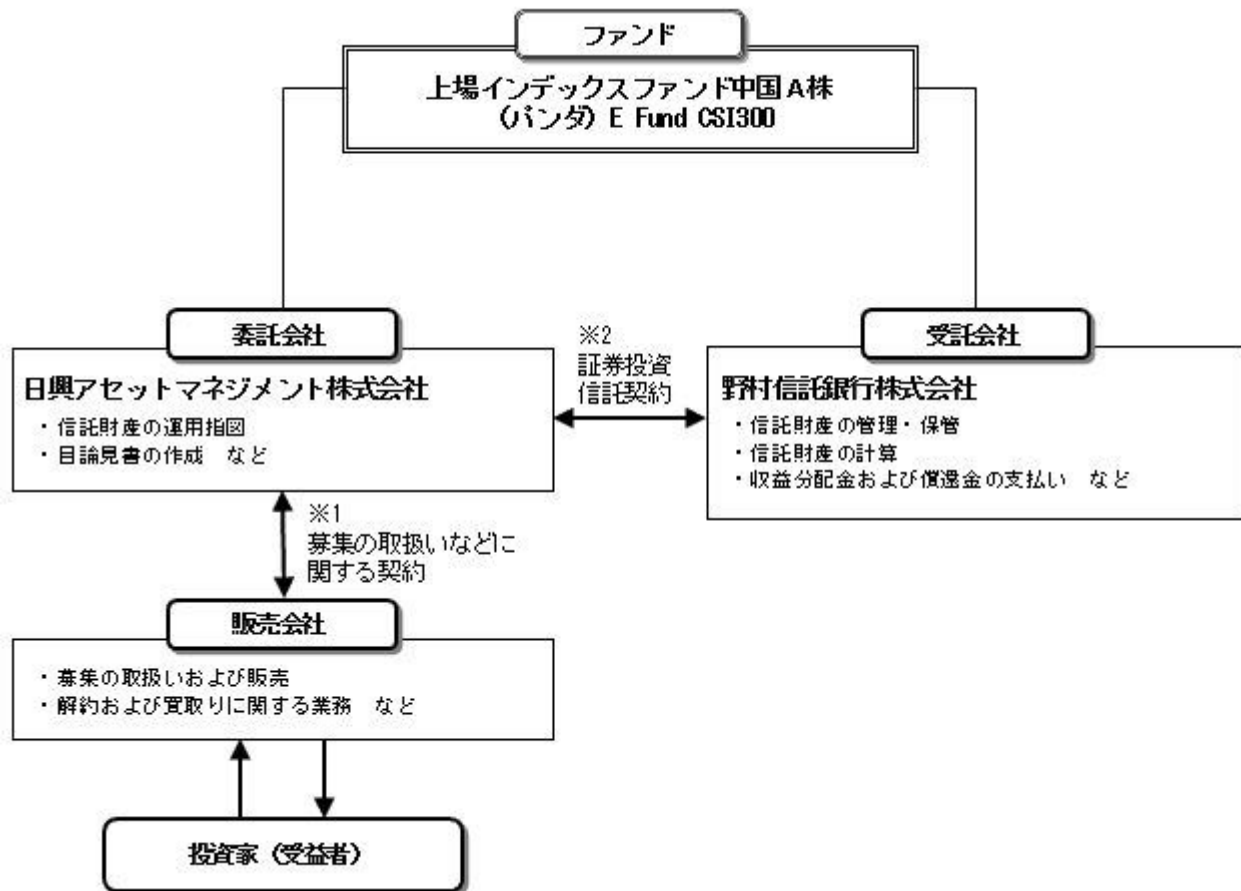 ファンド
上場インデックスファンド中国A株
(パンダ) E Fund CSI300
委託会社
日興アセットマネジメント株式会社
・信託財産の運用指図
・目論見書の作成 など
※2
証券投資
信託契約
受託会社
野村信託銀行株式会社
・信託財産の管理・保管
・信託財産の計算
・収益分配金および償還金の支払い など
※1
募集の取扱いなどに
関する契約
販売会社
・募集の取扱いおよび販売
・解約および買取りに関する業務 など
投資家(受益者)